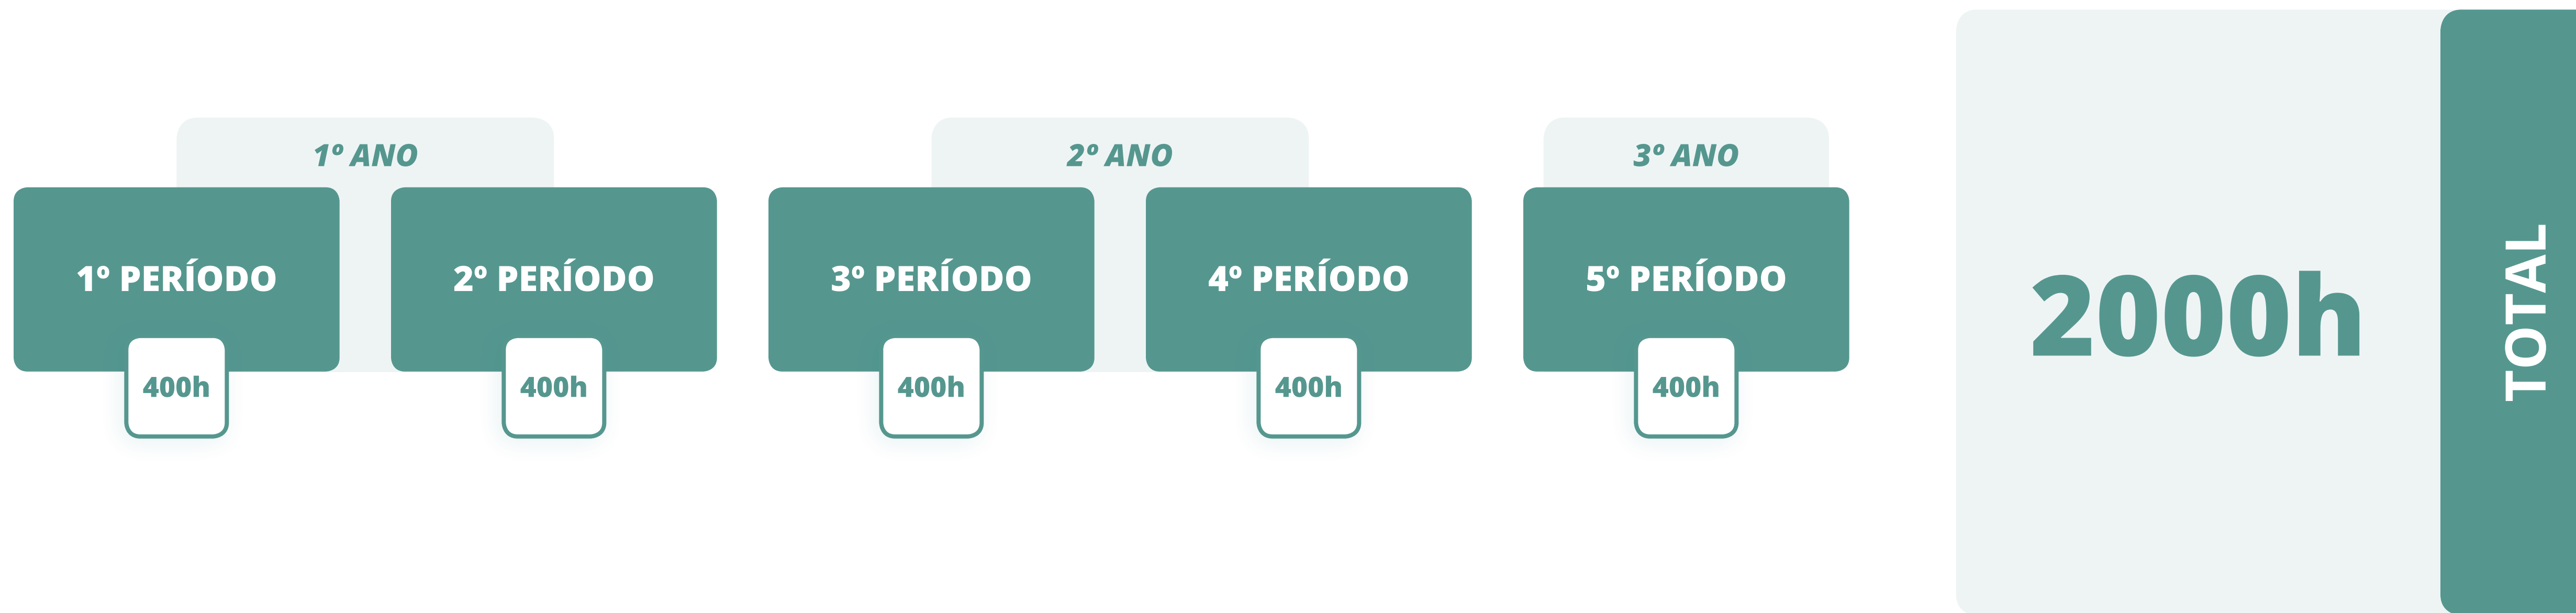 1º ANO
2º ANO
3º ANO
1º PERÍODO
2º PERÍODO
3º PERÍODO
4º PERÍODO
5º PERÍODO
400h
400h
400h
400h
400h
2000h
TOTAL